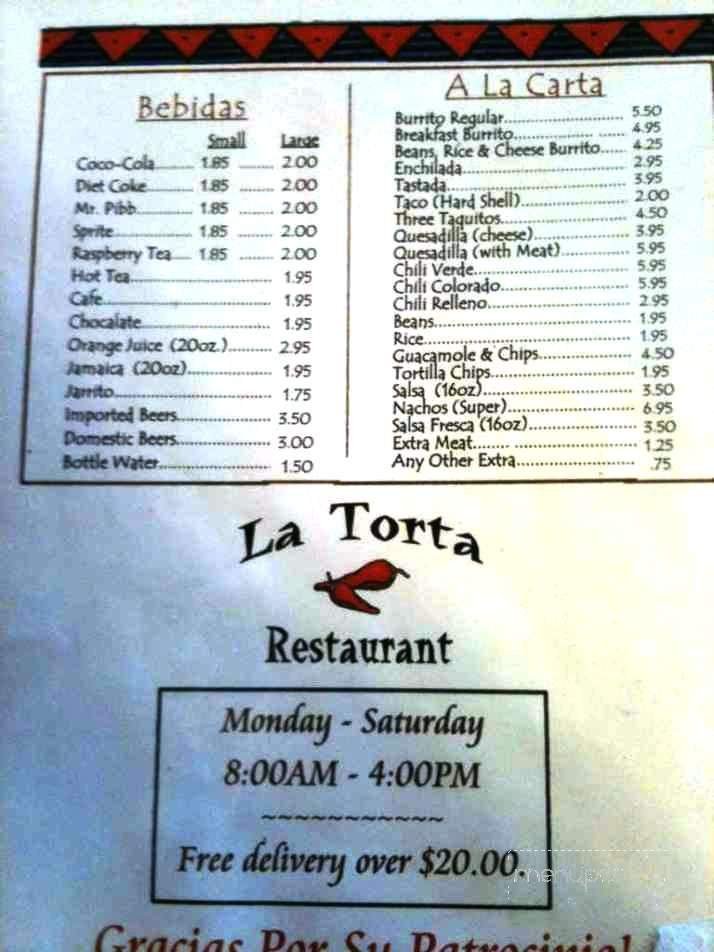 Bebidas
Small Large
Coco-Cola........ 1.85 ........ 2.00
Diet Coke......... 1.85 ........ 2.00
Mr. Pibb............ 1.85 ........ 2.00
Sprite................ 1.85 ........ 2.00
Raspberry Tea.... 1.85 ........ 2.00
Hot Tea........................................ 1.95
Cafe............................................. 1.95
Chocalate.................................. 1.95
Orange Juice (20oz.).......... 2.95
Jamaica (20oz)..................... 1.95
Jarrito........................................ 1.75
Imported Beers....................... 3.50
Domestic Beers....................... 3.00
Bottle Water............................ 1.50
A La Carta
Burrito Regular.............................. 5.50
Breakfast Burrito.................... ...... 4.95
Beans, Rice & Cheese Burrito..... 4.25
Enchilada........................................ 2.95
Tastada............................................ 3.95
Taco (Hard Shell).......................... 2.00
Three Taquitos............................... 4.50
Quesadilla (cheese)....................... 3.95
Quesadilla (with Meat)................ 5.95
Chili Verde...................................... 5.95
Chili Colorado................................ 5.95
Chili Relleno................................... 2.95
Beans................................................ 1.95
Rice................................................... 1.95
Guacamole & Chips...................... 4.50
Tortilla Chips.................................. 1.95
Salsa (16oz).................................... 3.50
Nachos (Super).............................. 6.95
Salsa Fresca (16oz)........................ 3.50
Extra Meat....... ............................ 1.25
Any Other Extra............................ .75
La Torta
Restaurant
Monday - Saturday
8:00AM - 4:00PM
~~~~~~~~~~~
Free delivery over $20.00
Gracias Por Su Patrocinio!